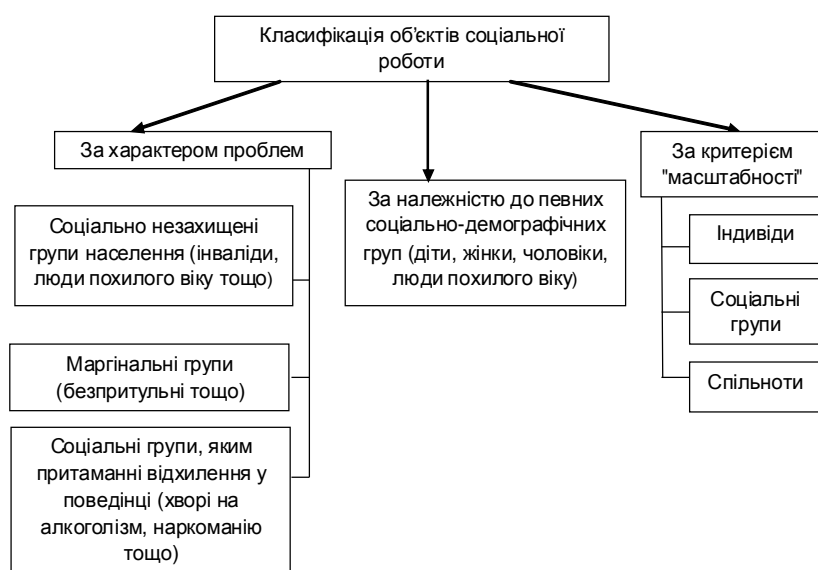 Класифікація об'єктів соціальної
роботи
За характером проблем
Соціально незахищені
групи населення (інваліди,
люди похилого віку тощо)
Маргінальні групи
(безпритульні тощо)
Соціальні групи, яким
притаманні відхилення у
поведінці (хворі на
алкоголізм, наркоманію
тощо)
За належністю до певних
соціально-демографічних
груп (діти, жінки, чоловіки,
люди похилого віку)
За критерієм
"масштабності"
Індивіди
Соціальні
групи
Спільноти